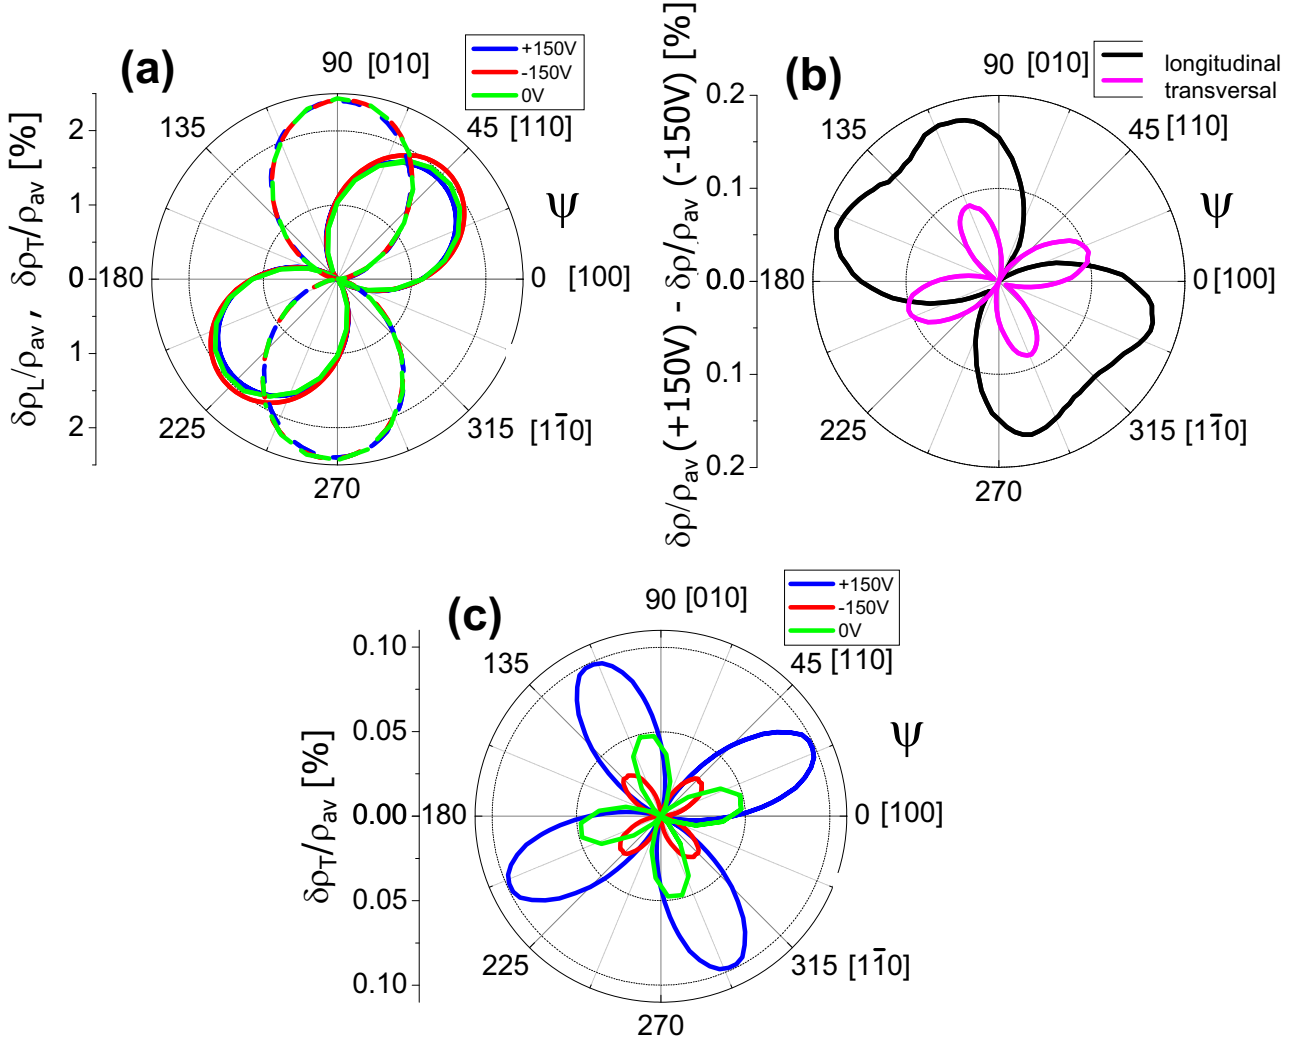 (a)
+150V
-150V
0V
90 [010]
135
45 [110]
ψ
0 [100]
180
225
315 [11̅0]
270
2
1
0
1
2
δρL/ρav , δρT/ρav [%]
(b)
longitudinal
transversal
90 [010]
135
45 [110]
ψ
0 [100]
180
225
315 [11̅0]
270
0.2
0.1
0.0
0.1
0.2
δρ/ρav (+150V) - δρ/ρav (-150V) [%]
(c)
+150V
-150V
0V
90 [010]
135
45 [110]
ψ
0 [100]
180
225
315 [11̅0]
270
0.10
0.05
0.00
0.05
0.10
δρT/ρav [%]